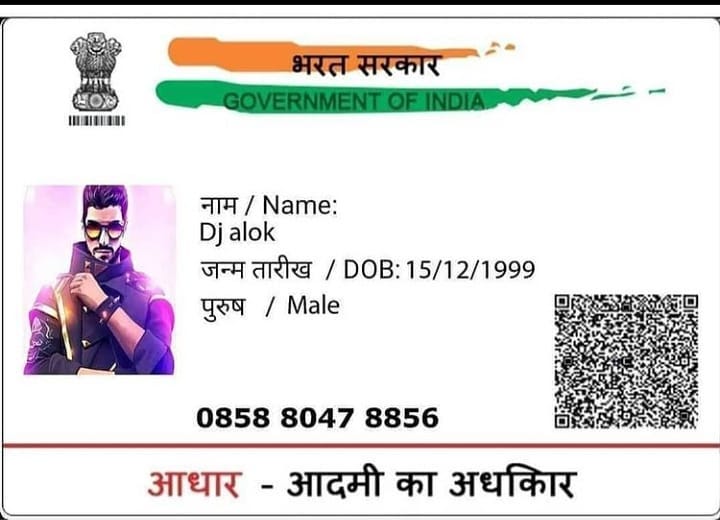 भरत सरकार
GOVERNMENT OF INDIA
नाम / Name:
Dj alok
जन्म तारीख / DOB: 15/12/1999
पुरुष / Male
0858 8047 8856
आधार - आदमी का अधकिार